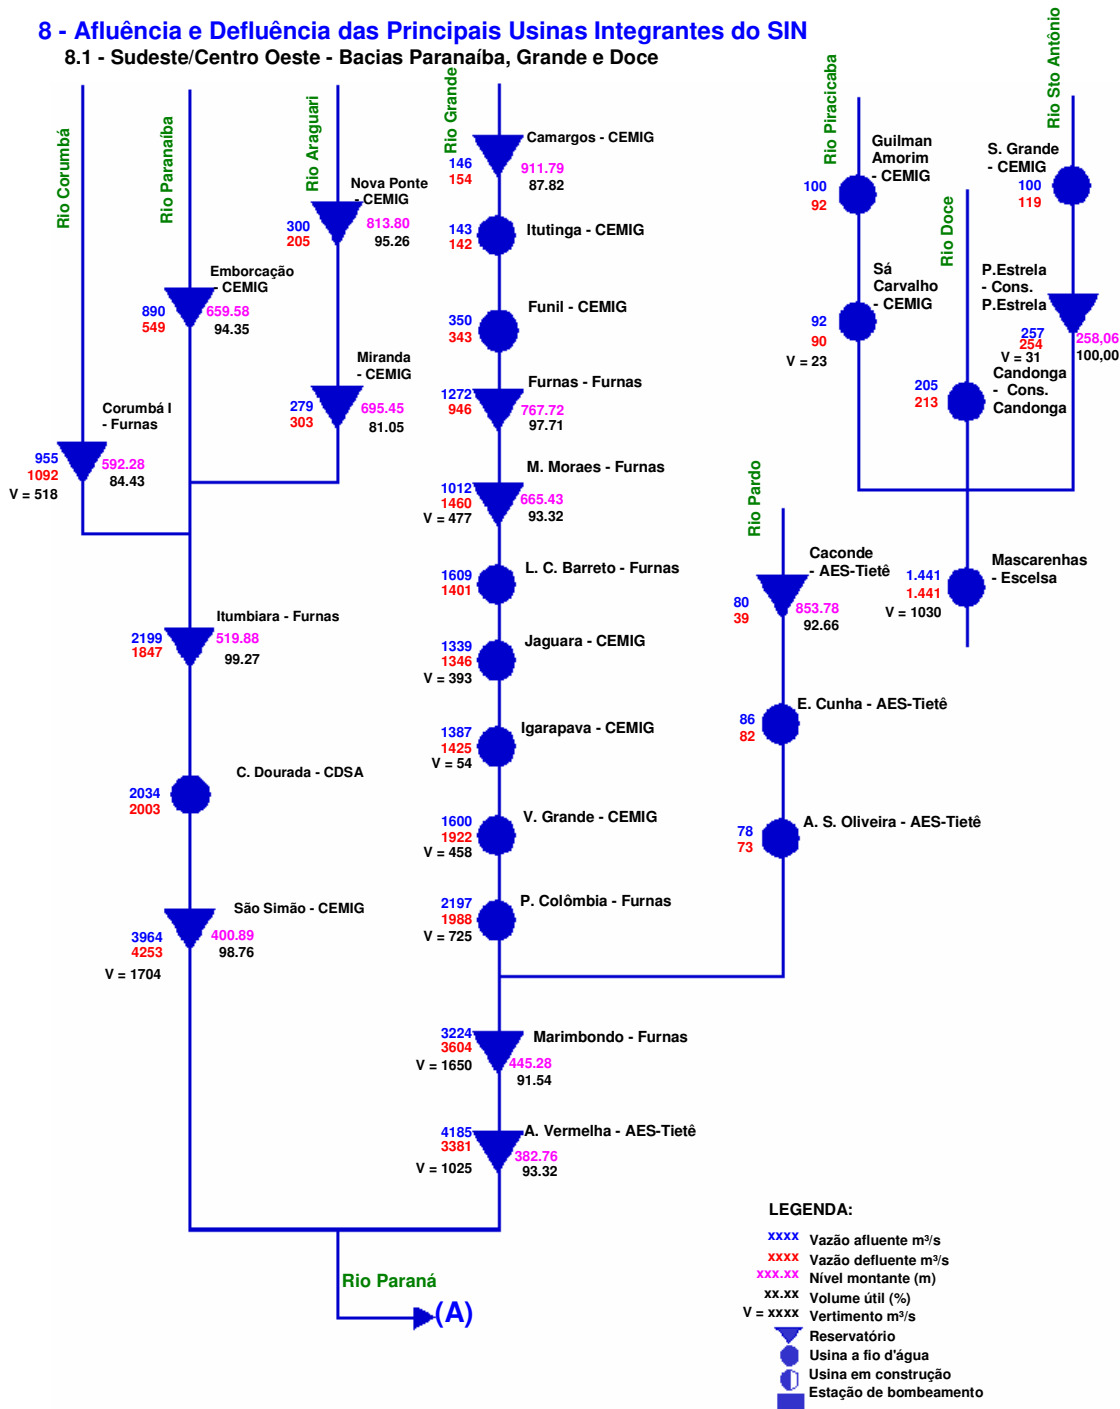 8 - Afluência e Defluência das Principais Usinas Integrantes do SIN
8.1 - Sudeste/Centro Oeste - Bacias Paranaíba, Grande e Doce
Rio Corumbá
Rio Paranaíba
Rio Araguari
Rio Grande
Rio Piracicaba
Rio Doce
Rio Sto Antônio
Rio Pardo
Corumbá I
- Furnas
955
1092
V = 518
592.28
84.43
Emborcação
- CEMIG
890
549
659.58
94.35
Nova Ponte
- CEMIG
300
205
813.80
95.26
Miranda
- CEMIG
279
303
695.45
81.05
Itumbiara - Furnas
2199
1847
519.88
99.27
C. Dourada - CDSA
2034
2003
São Simão - CEMIG
3964
4253
V = 1704
400.89
98.76
Camargos - CEMIG
146
154
911.79
87.82
Itutinga - CEMIG
143
142
Funil - CEMIG
350
343
Furnas - Furnas
1272
946
767.72
97.71
M. Moraes - Furnas
1012
1460
V = 477
665.43
93.32
L. C. Barreto - Furnas
1609
1401
Jaguara - CEMIG
1339
1346
V = 393
Igarapava - CEMIG
1387
1425
V = 54
V. Grande - CEMIG
1600
1922
V = 458
P. Colômbia - Furnas
2197
1988
V = 725
Marimbondo - Furnas
3224
3604
V = 1650
445.28
91.54
A. Vermelha - AES-Tietê
4185
3381
V = 1025
382.76
93.32
Caconde
- AES-Tietê
80
39
853.78
92.66
E. Cunha - AES-Tietê
86
82
A. S. Oliveira - AES-Tietê
78
73
Guilman
Amorim
- CEMIG
100
92
Sá
Carvalho
- CEMIG
92
90
V = 23
S. Grande
- CEMIG
100
119
P.Estrela
- Cons.
P.Estrela
257
254
V = 31
258,06
100,00
Candonga
- Cons.
Candonga
205
213
Mascarenhas
- Escelsa
1.441
1.441
V = 1030
Rio Paraná
(A)
LEGENDA:
xxxx Vazão afluente m³/s
xxxx Vazão defluente m³/s
xxx.xx Nível montante (m)
xx.xx Volume útil (%)
V = xxxx Vertimento m³/s
Reservatório
Usina a fio d'água
Usina em construção
Estação de bombeamento